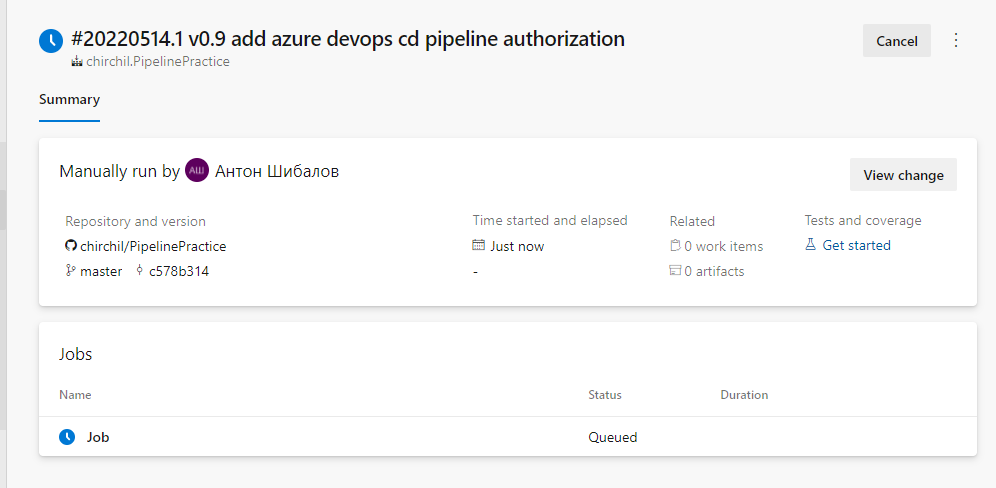 #20220514.1 v0.9 add azure devops cd pipeline authorization
Cancel
chirchil.PipelinePractice
Summary
Manually run by АШ Антон Шибалов
View change
Repository and version
Time started and elapsed
Related
Tests and coverage
chirchil/PipelinePractice
Just now
0 work items
Get started
master c578b314
-
0 artifacts
Jobs
Name Status Duration
Job Queued